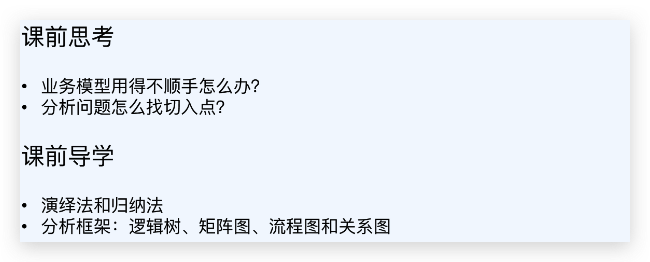 课前思考
• 业务模型用得不顺手怎么办？
• 分析问题怎么找切入点？
课前导学
• 演绎法和归纳法
• 分析框架：逻辑树、矩阵图、流程图和关系图